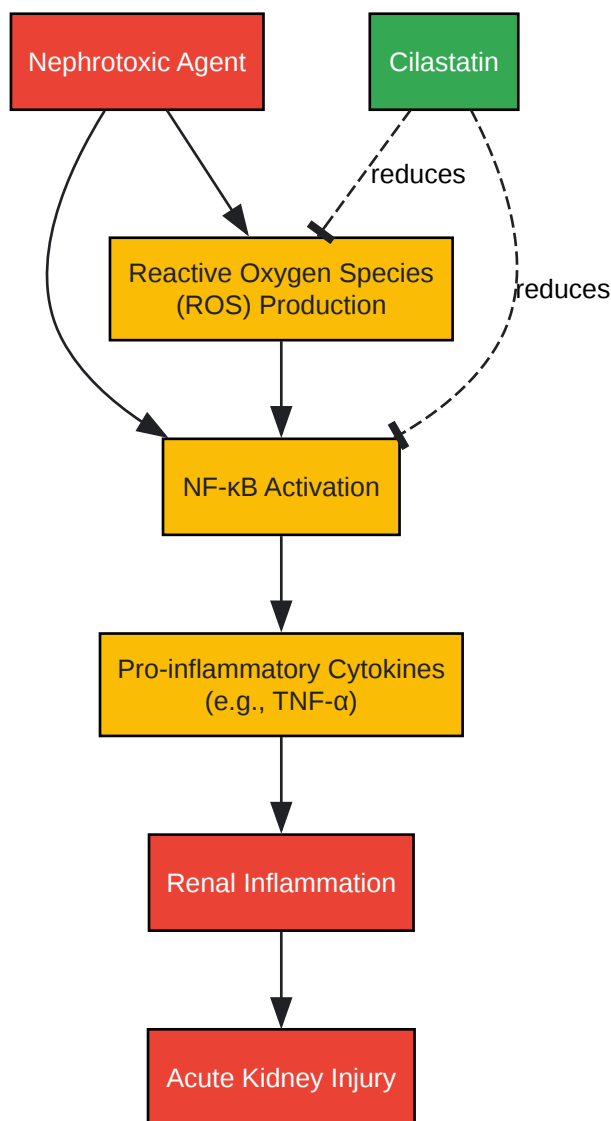 Nephrotoxic Agent
Cilastatin
reduces
Reactive Oxygen Species
(ROS) Production
reduces
NF-κB Activation
Pro-inflammatory Cytokines
(e.g., TNF-α)
Renal Inflammation
Acute Kidney Injury